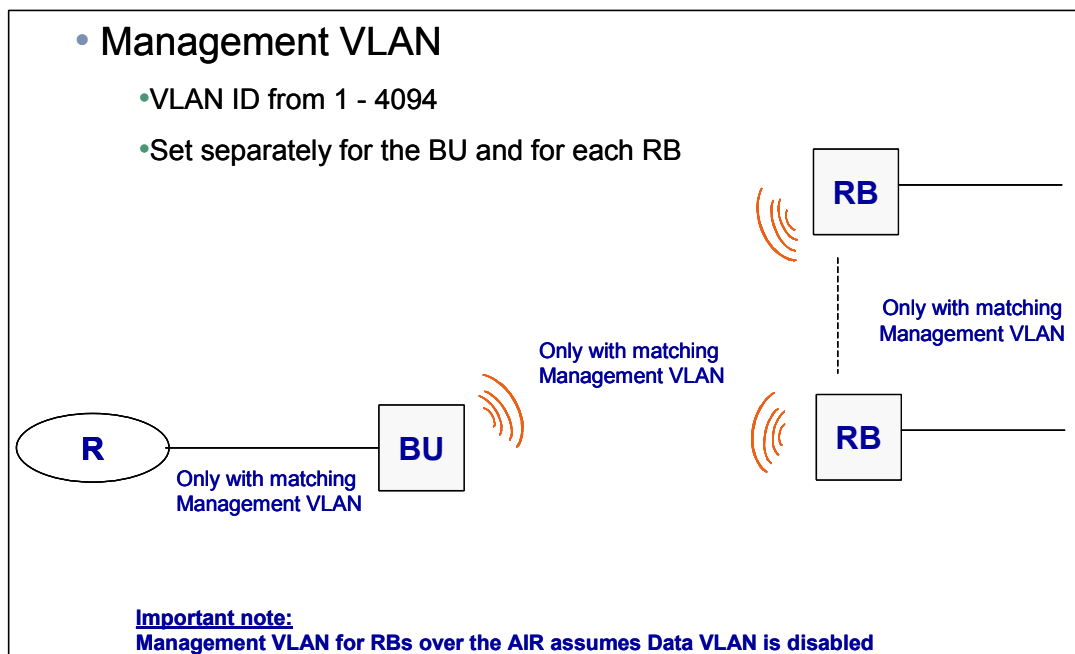 • Management VLAN
•VLAN ID from 1 - 4094
•Set separately for the BU and for each RB
RB
Only with matching
Management VLAN
Only with matching
Management VLAN
RB
R
BU
Only with matching
Management VLAN
Important note:
Management VLAN for RBs over the AIR assumes Data VLAN is disabled